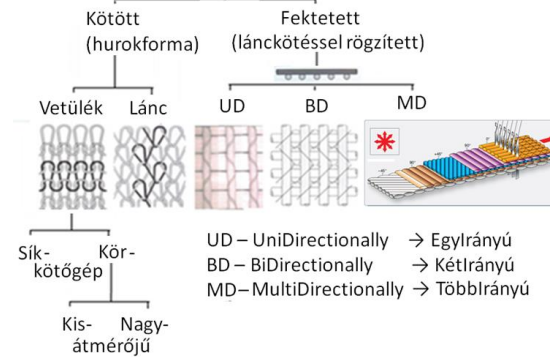 Kötött
(hurokforma)
Fektetett
(lánckötéssel rögzített)
Vetülék
Lánc
UD
BD
MD
Sík-
Kör-
kötőgép
Kis-
Nagy-
átmérőjű
UD – UniDirectionally → EgyIrányú
BD – BiDirectionally → KétIrányú
MD – MultiDirectionally → TöbbIrányú